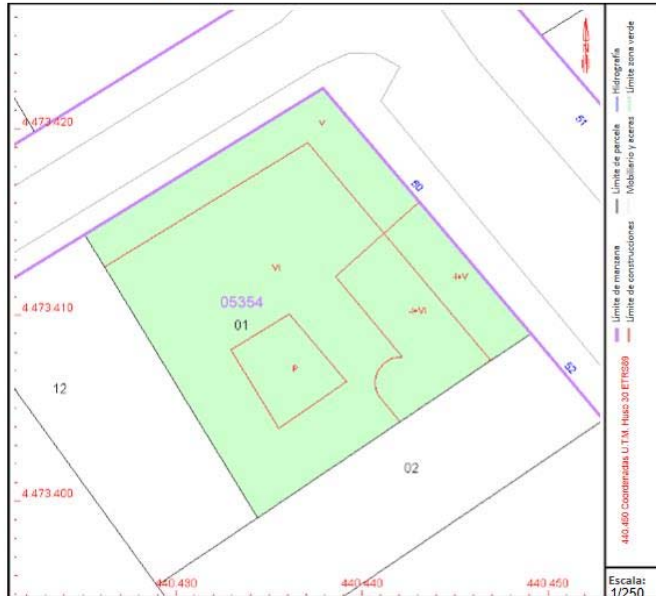 4 473 420
V
50
51
VI
-I+V
05354
4 473 410
-I+VI
01
P
52
12
02
4 473 400
440 430
440 440
440 450
Hidrografía
Límite zona verde
Límite de parcela
Mobiliario y aceras
Límite de manzana
Límite de construcciones
440.450 Coordenadas U.T.M. Huso 30 ETRS89
Escala:
1/250